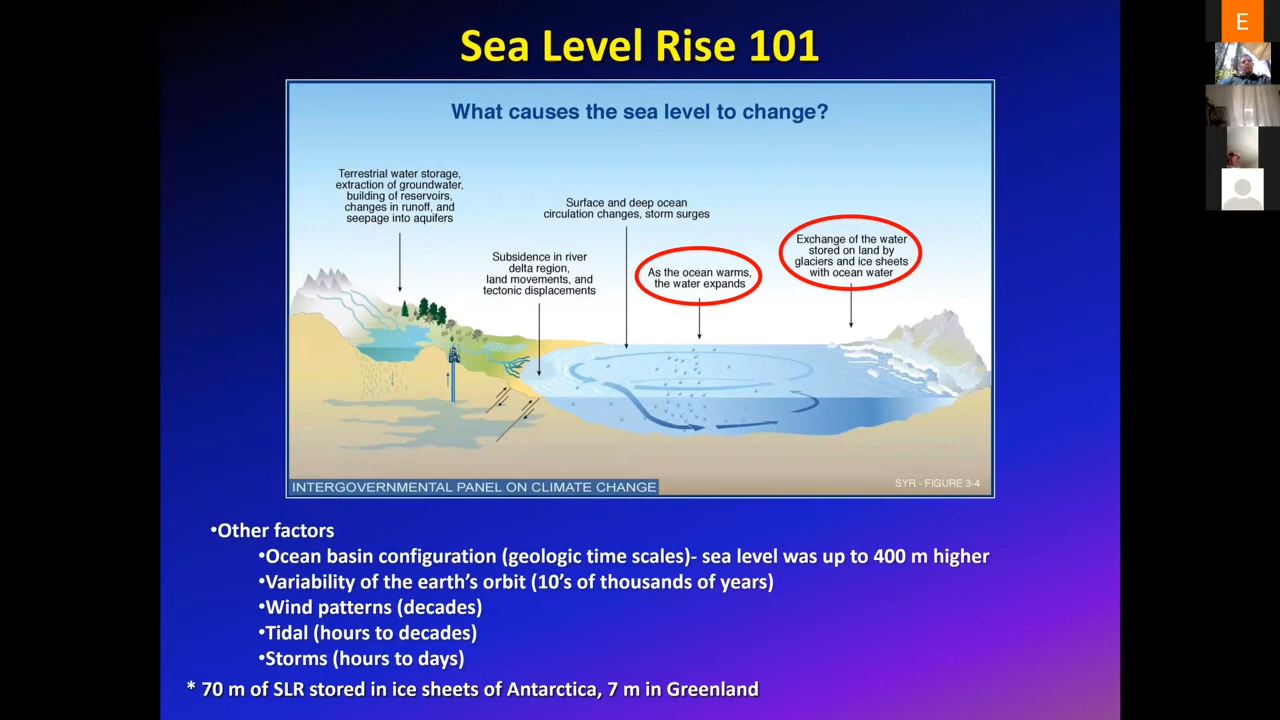 Sea Level Rise 101
E
What causes the sea level to change?
Terrestrial water storage,
extraction of groundwater,
building of reservoirs,
changes in runoff, and
seepage into aquifers
Surface and deep ocean
circulation changes, storm surges
Subsidence in river
delta region,
land movements, and
tectonic displacements
As the ocean warms,
the water expands
Exchange of the water
stored on land by
glaciers and ice sheets
with ocean water
INTERGOVERNMENTAL PANEL ON CLIMATE CHANGE
SYR - FIGURE 3-4
•Other factors
•Ocean basin configuration (geologic time scales)- sea level was up to 400 m higher
•Variability of the earth's orbit (10's of thousands of years)
•Wind patterns (decades)
•Tidal (hours to decades)
•Storms (hours to days)
* 70 m of SLR stored in ice sheets of Antarctica, 7 m in Greenland